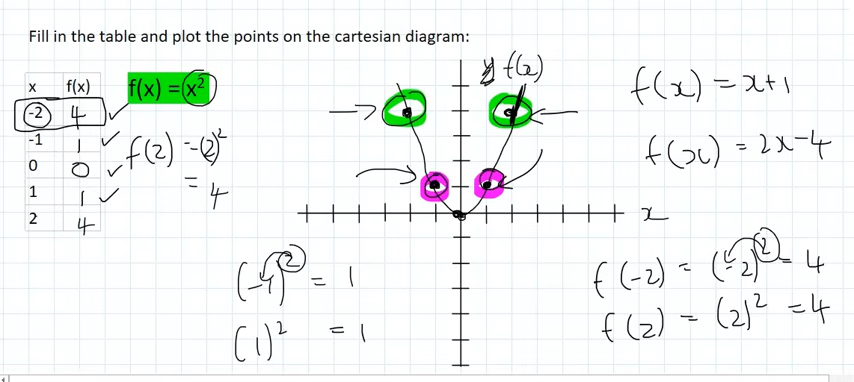 Fill in the table and plot the points on the cartesian diagram:
x f(x)
-2 4
-1 1
0 0
1 1
2 4
f(x) = x²
f(2) = (2)²
= 4
y f(x)
x
f(x) = x+1
f(x) = 2x-4
(-1)² = 1
(1)² = 1
f(-2) = (-2)² = 4
f(2) = (2)² = 4